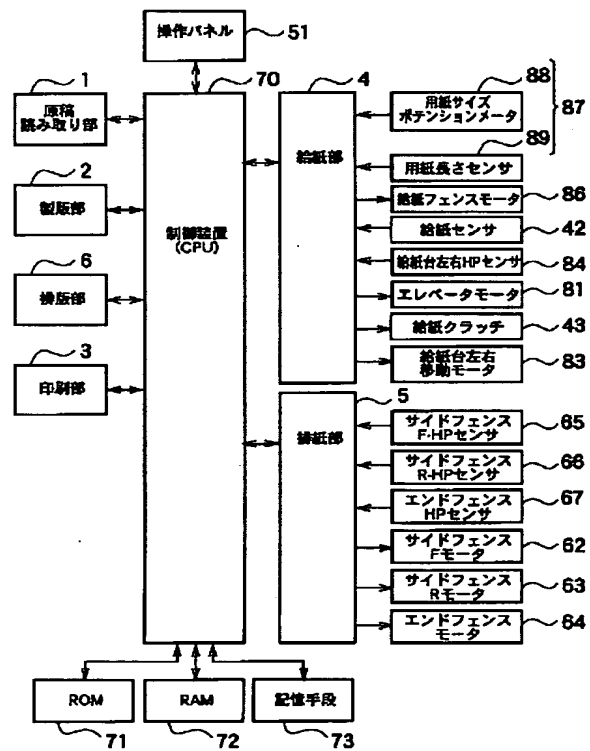 操作パネル
51
1
原稿
読み取り部
2
製版部
6
排版部
3
印刷部
70
制御装置
(CPU)
4
給紙部
88
用紙サイズ
ポテンションメータ
87
89
用紙長さセンサ
給紙フェンスモータ
86
給紙センサ
42
給紙台左右HPセンサ
84
エレベータモータ
81
給紙クラッチ
43
給紙台左右
移動モータ
83
5
排紙部
サイドフェンス
F-HPセンサ
65
サイドフェンス
R-HPセンサ
66
エンドフェンス
HPセンサ
67
サイドフェンス
Fモータ
62
サイドフェンス
Rモータ
63
エンドフェンス
モータ
64
ROM
71
RAM
72
記憶手段
73